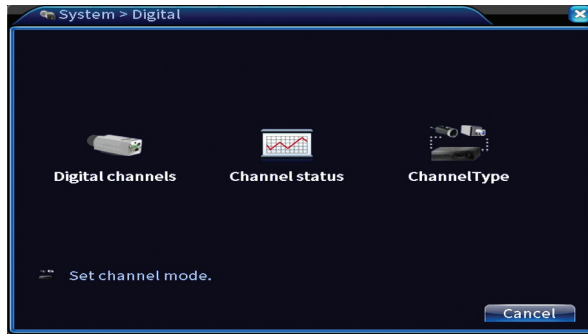 System > Digital
Digital channels
Channel status
ChannelType
Set channel mode.
Cancel